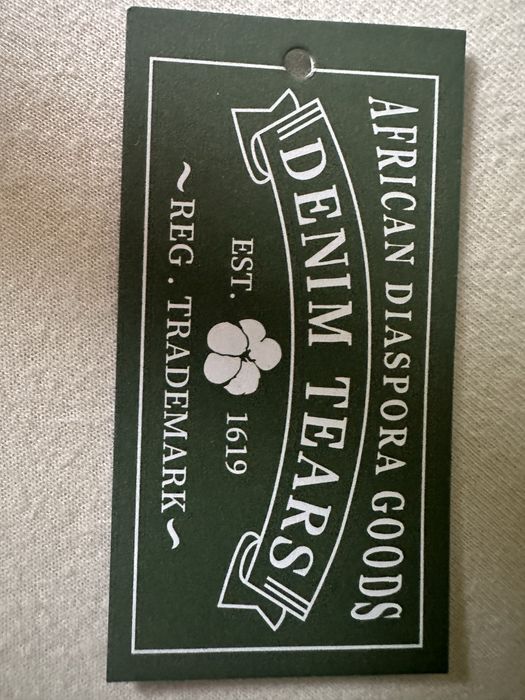 AFRICAN DIASPORA GOODS
DENIM TEARS
EST. 1619
~REG. TRADEMARK~